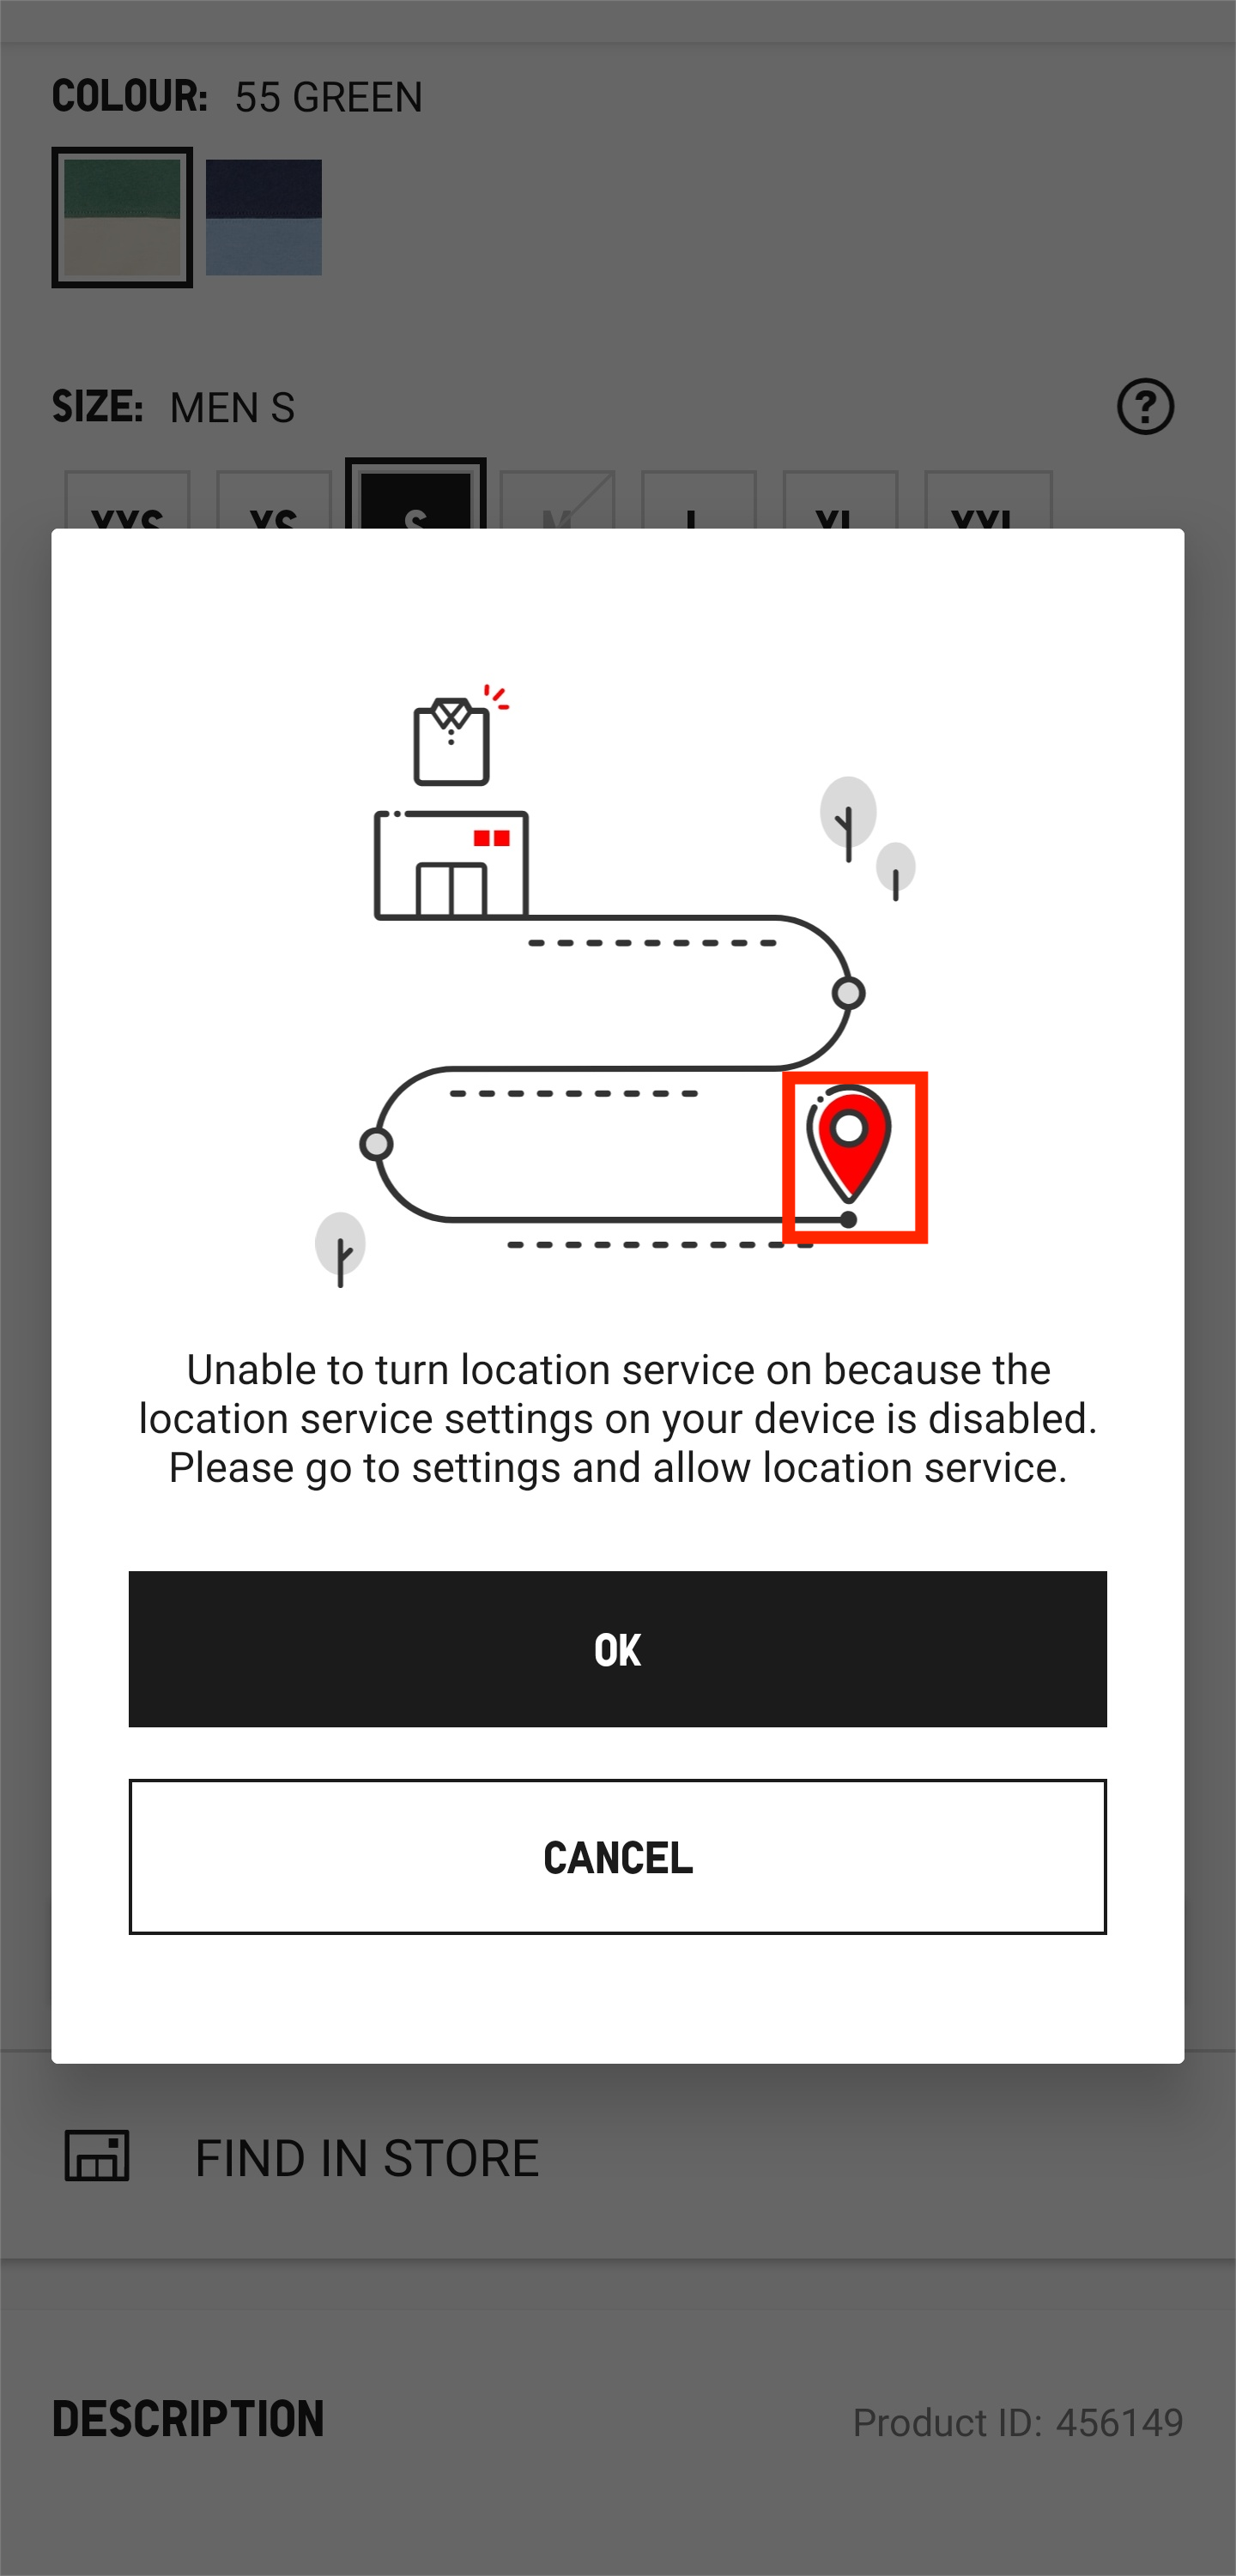 COLOUR: 55 GREEN
SIZE: MEN S
?
XXS XS S M L XL XXL
Unable to turn location service on because the
location service settings on your device is disabled.
Please go to settings and allow location service.
OK
CANCEL
FIND IN STORE
DESCRIPTION
Product ID: 456149